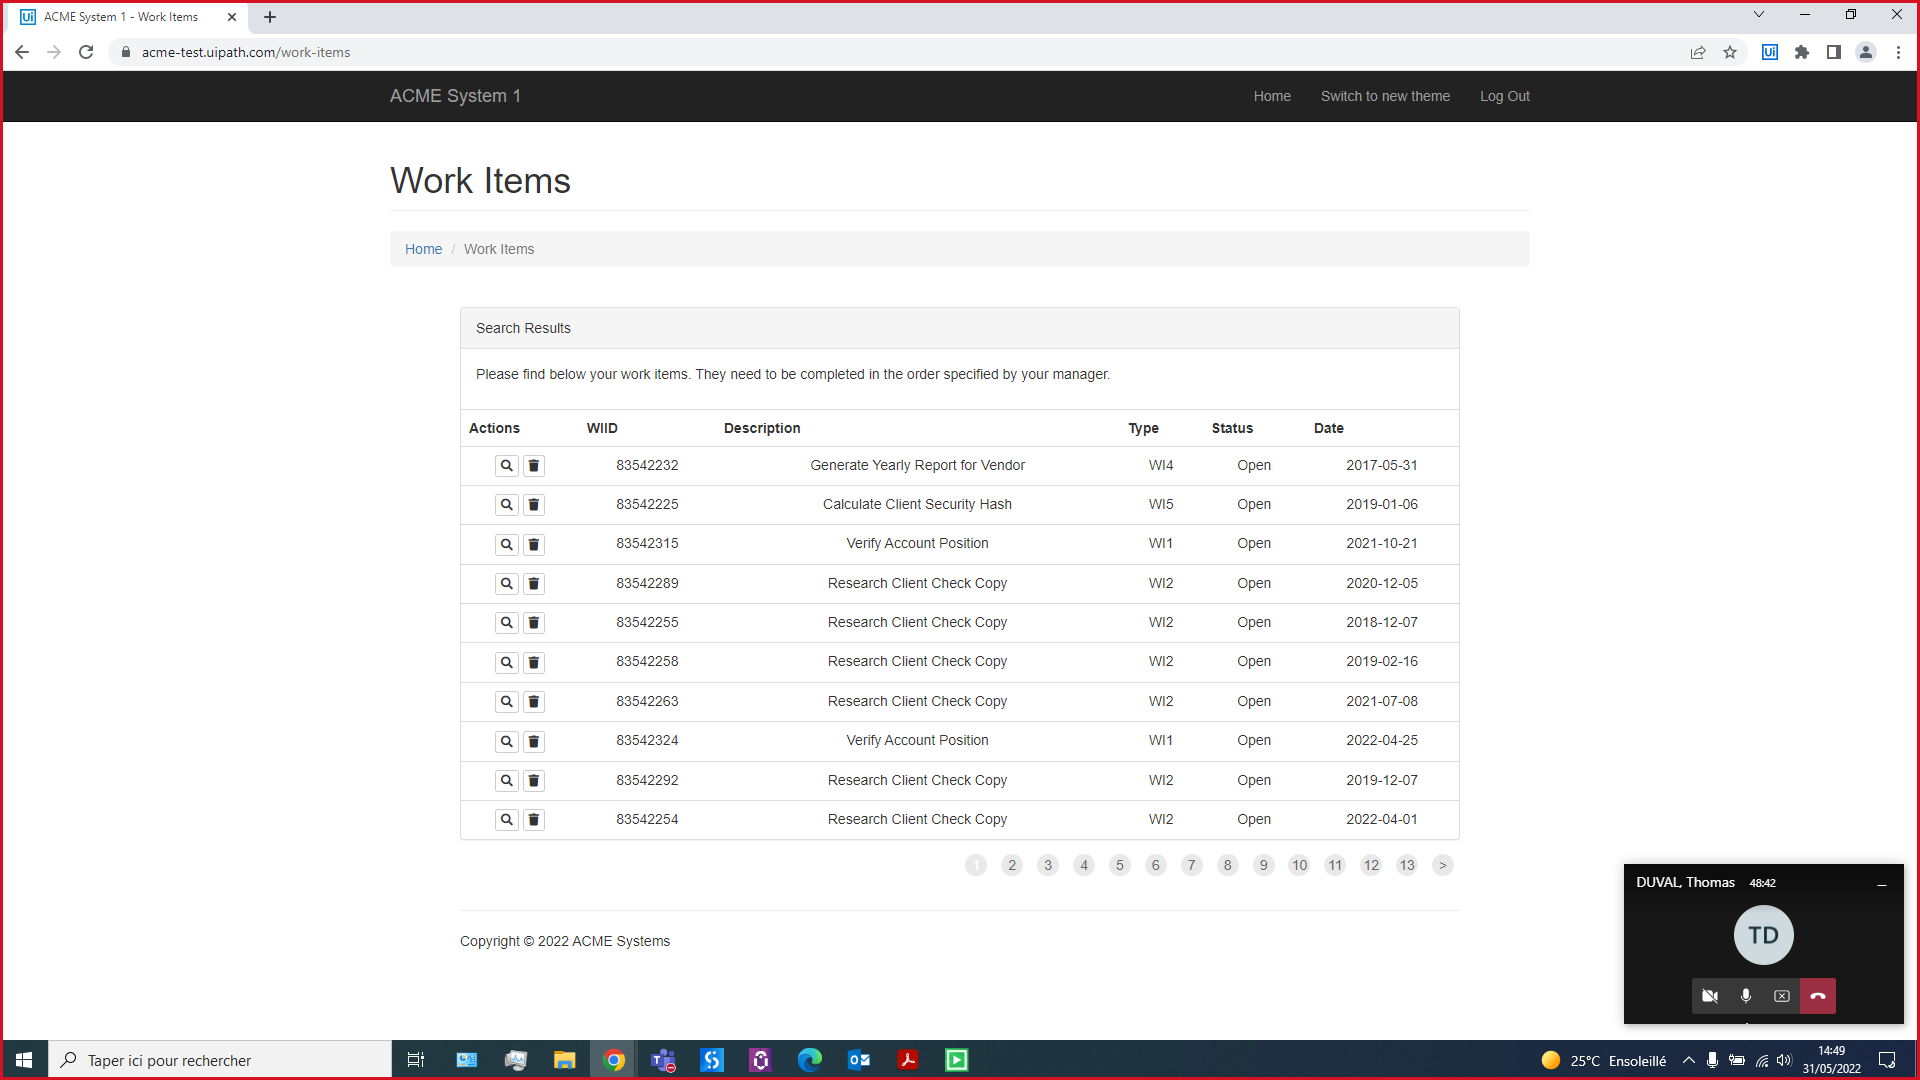 ACME System 1 - Work Items
acme-test.uipath.com/work-items
ACME System 1
Home
Switch to new theme
Log Out
Work Items
Home / Work Items
Search Results
Please find below your work items. They need to be completed in the order specified by your manager.
Actions WIID Description Type Status Date
83542232 Generate Yearly Report for Vendor WI4 Open 2017-05-31
83542225 Calculate Client Security Hash WI5 Open 2019-01-06
83542315 Verify Account Position WI1 Open 2021-10-21
83542289 Research Client Check Copy WI2 Open 2020-12-05
83542255 Research Client Check Copy WI2 Open 2018-12-07
83542258 Research Client Check Copy WI2 Open 2019-02-16
83542263 Research Client Check Copy WI2 Open 2021-07-08
83542324 Verify Account Position WI1 Open 2022-04-25
83542292 Research Client Check Copy WI2 Open 2019-12-07
83542254 Research Client Check Copy WI2 Open 2022-04-01
1 2 3 4 5 6 7 8 9 10 11 12 13 >
Copyright © 2022 ACME Systems
DUVAL, Thomas 48:42
TD
Taper ici pour rechercher
25°C Ensoleillé
14:49
31/05/2022